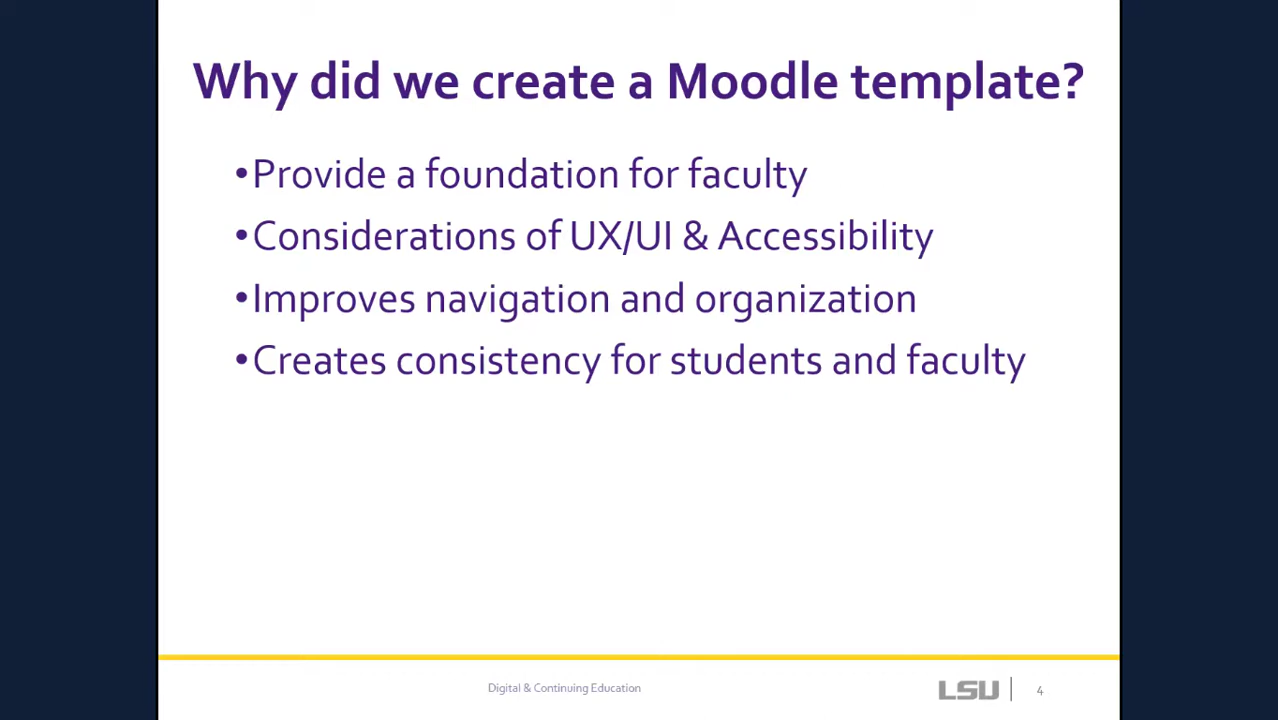 Why did we create a Moodle template?
•Provide a foundation for faculty
•Considerations of UX/UI & Accessibility
•Improves navigation and organization
•Creates consistency for students and faculty
Digital & Continuing Education
LSU | 4